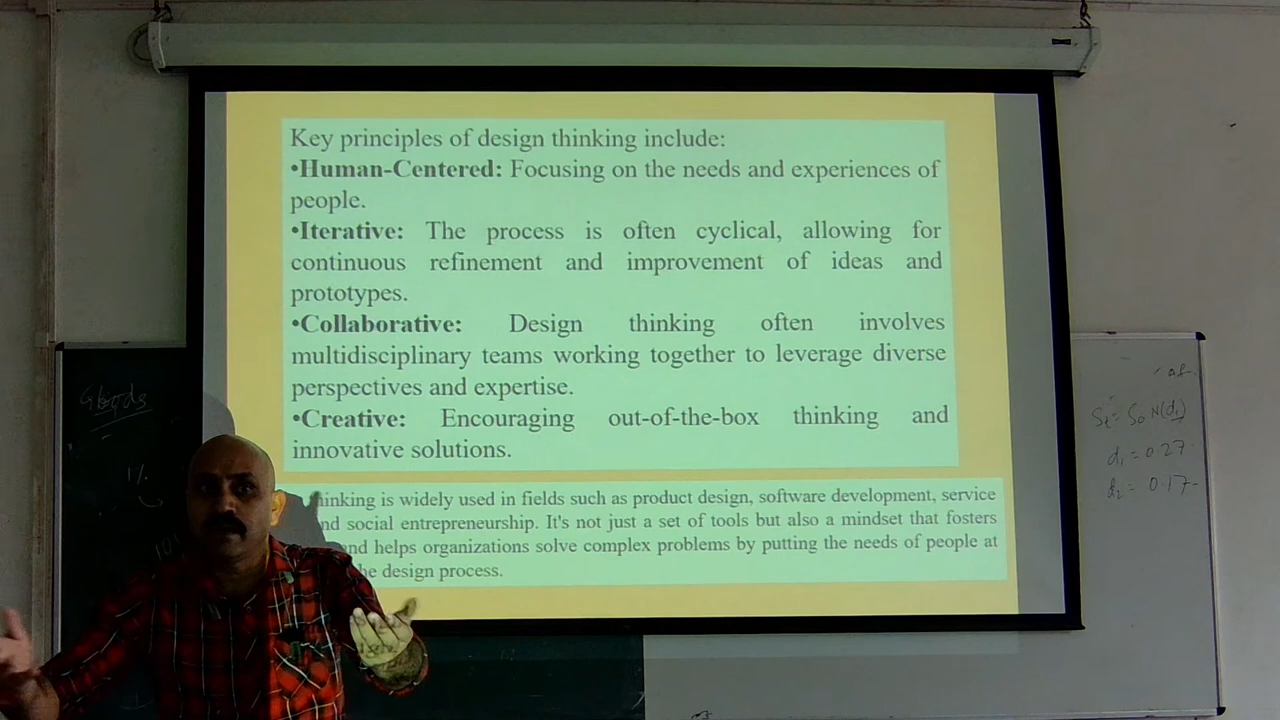 Key principles of design thinking include:
•Human-Centered: Focusing on the needs and experiences of
people.
•Iterative: The process is often cyclical, allowing for
continuous refinement and improvement of ideas and
prototypes.
•Collaborative: Design thinking often involves
multidisciplinary teams working together to leverage diverse
perspectives and expertise.
•Creative: Encouraging out-of-the-box thinking and
innovative solutions.
hinking is widely used in fields such as product design, software development, service
nd social entrepreneurship. It's not just a set of tools but also a mindset that fosters
nd helps organizations solve complex problems by putting the needs of people at
he design process.
Goods
1%
N(d₁)
d₁ = 0.27
d₂ = 0.17